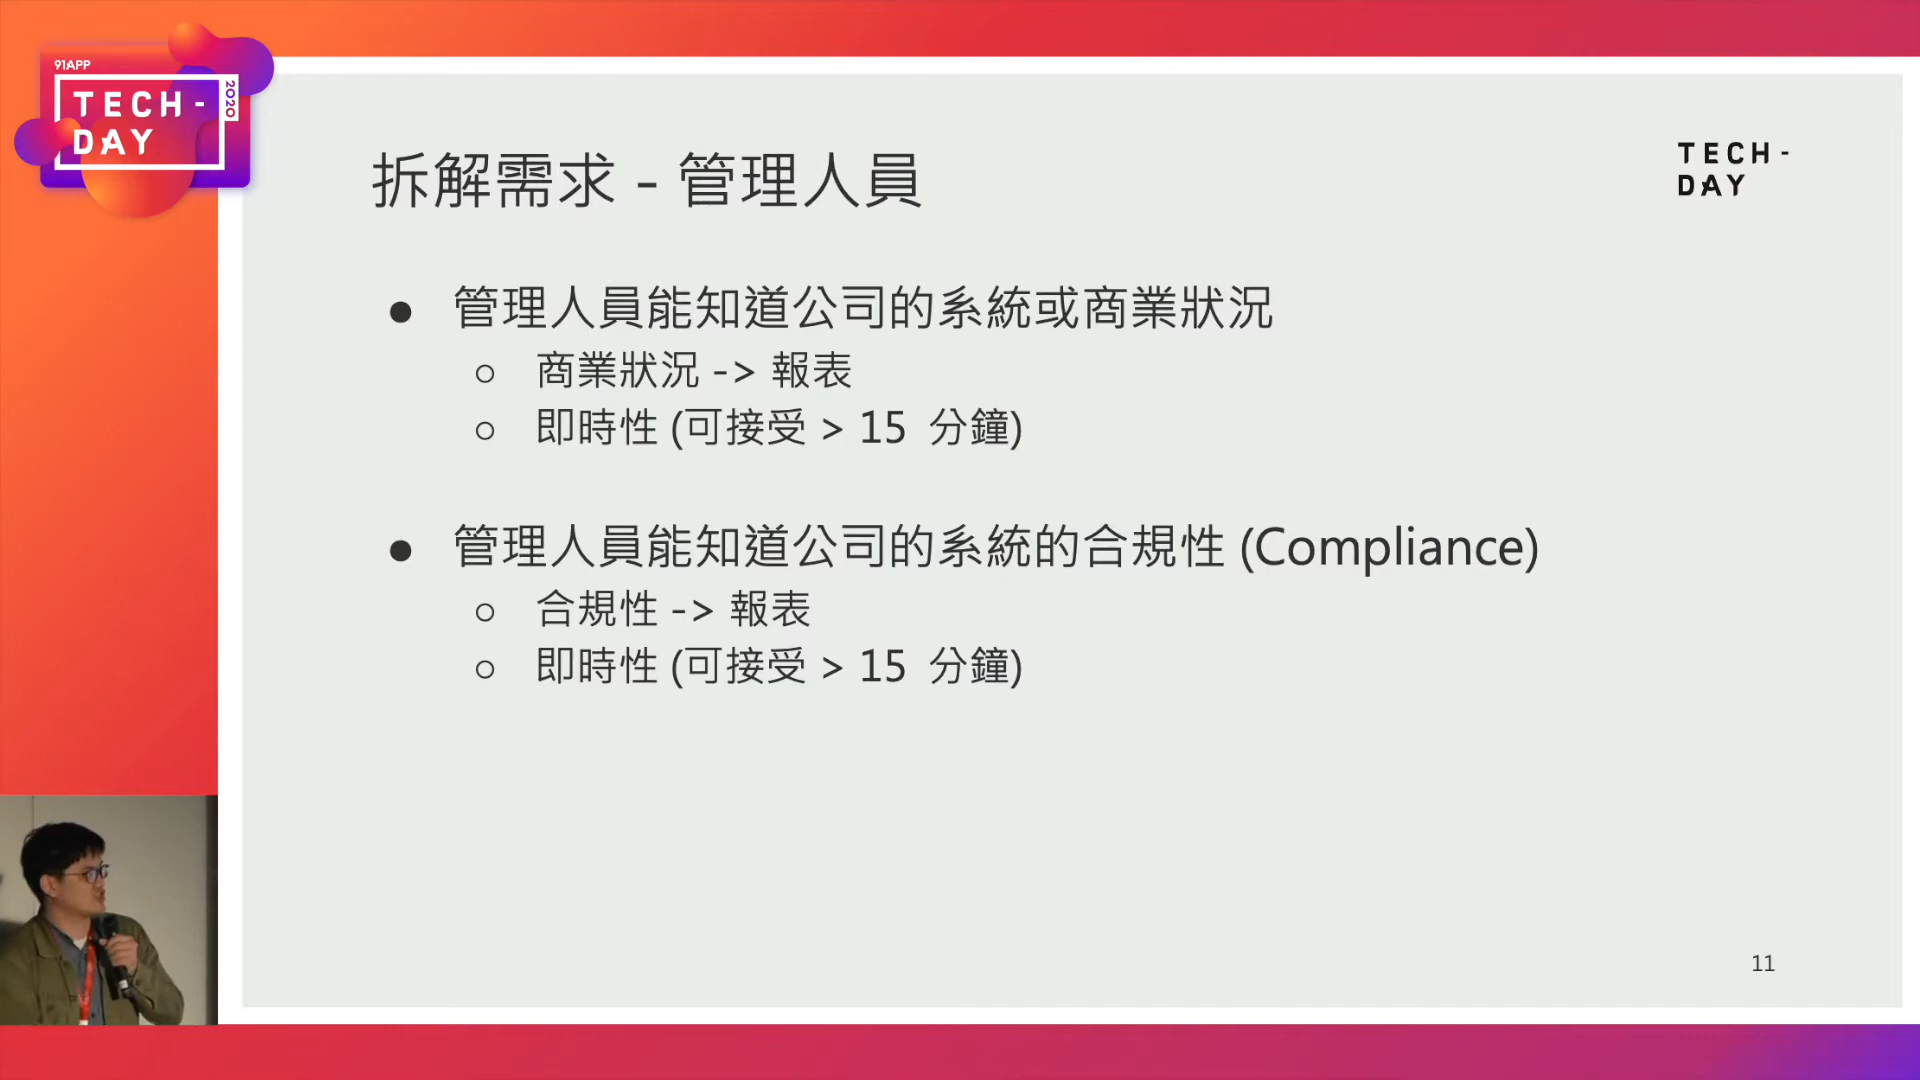 91APP
TECH-
DAY
2020
拆解需求 - 管理人員
TECH-
DAY
● 管理人員能知道公司的系統或商業狀況
○ 商業狀況 -> 報表
○ 即時性 (可接受 > 15 分鐘)
● 管理人員能知道公司的系統的合規性 (Compliance)
○ 合規性 -> 報表
○ 即時性 (可接受 > 15 分鐘)
11